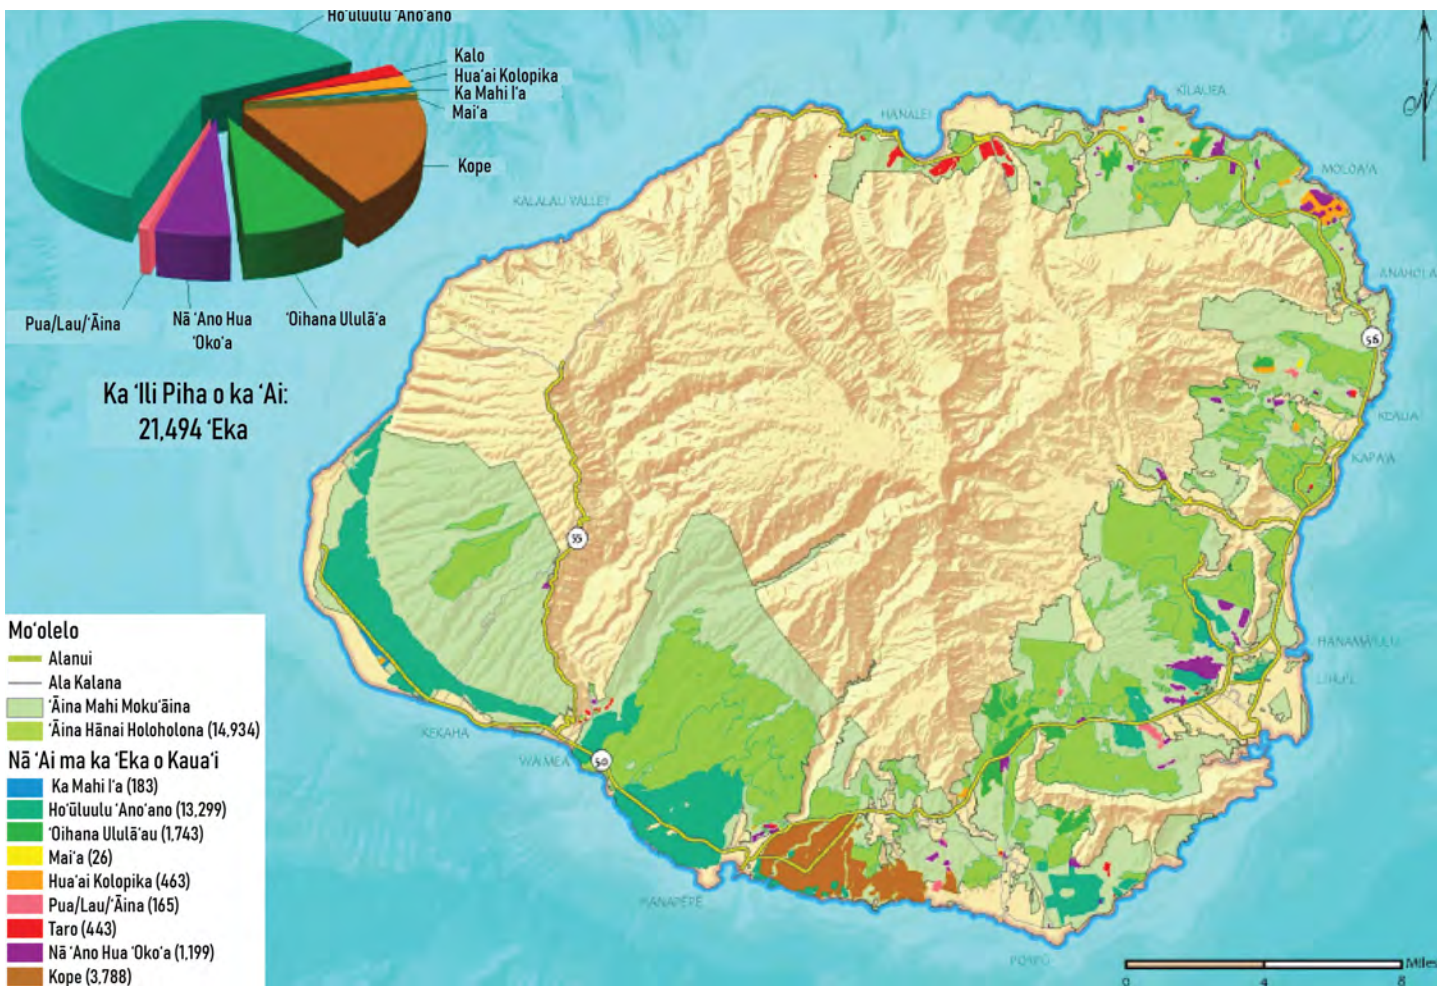 Ho‘ūluulu ‘Ano‘ano
Kalo
Hua‘ai Kolopika
Ka Mahi I‘a
Mai‘a
Kope
Pua/Lau/‘Āina
Nā ‘Ano Hua
‘Oko‘a
‘Oihana Ululā‘a
Ka ‘Ili Piha o ka ‘Ai:
21,494 ‘Eka
N
HANALEI
KILAUEA
MOLOA‘A
KALALAU VALLEY
ANAHOLA
56
KEALIA
KAPA‘A
55
HANAMĀ‘ULU
LĪHU‘E
KEKAHA
WAIMEA
50
HANAPĒPĒ
PO‘IPŪ
Mo‘olelo
Alanui
Ala Kalana
‘Āina Mahi Moku‘āina
‘Āina Hānai Holoholona (14,934)
Nā ‘Ai ma ka ‘Eka o Kaua‘i
Ka Mahi I‘a (183)
Ho‘ūluulu ‘Ano‘ano (13,299)
‘Oihana Ululā‘au (1,743)
Mai‘a (26)
Hua‘ai Kolopika (463)
Pua/Lau/‘Āina (165)
Taro (443)
Nā ‘Ano Hua ‘Oko‘a (1,199)
Kope (3,788)
Miles
0 4 8